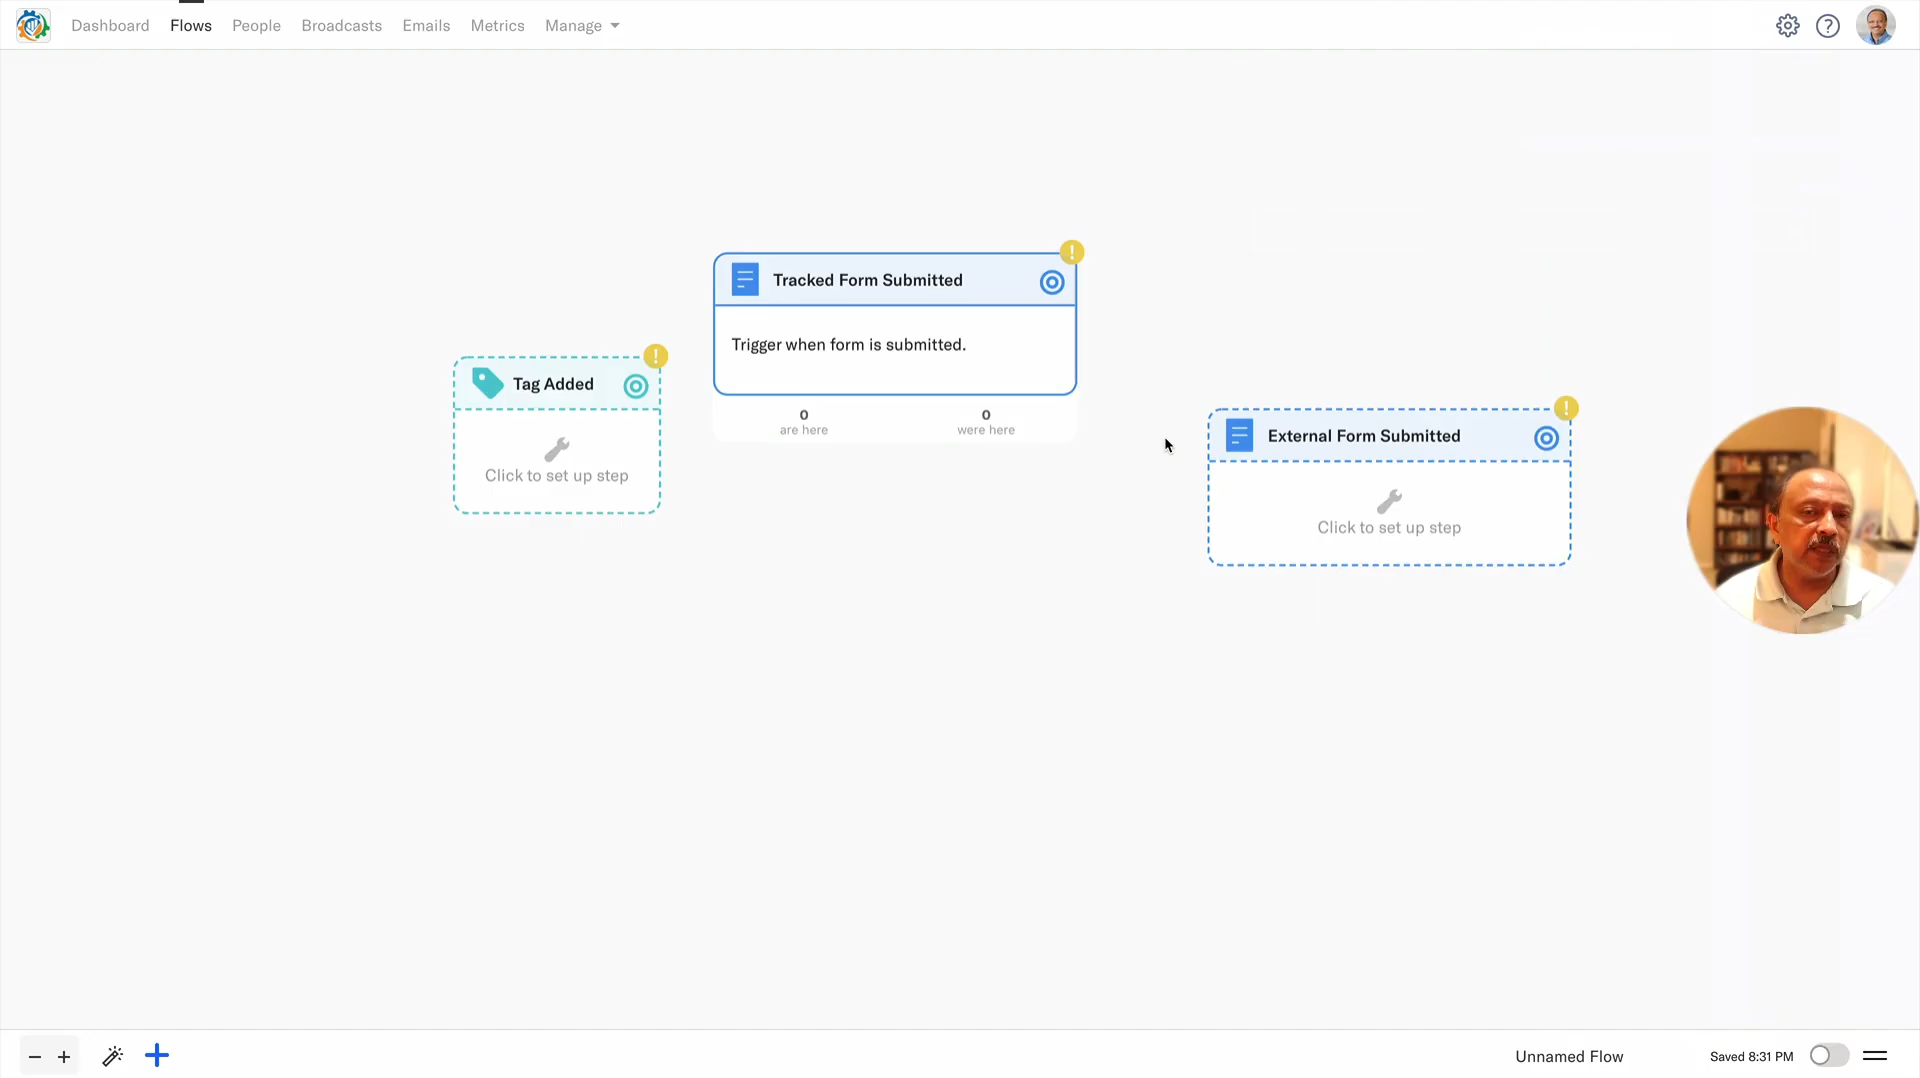 Dashboard Flows People Broadcasts Emails Metrics Manage
Tracked Form Submitted
Trigger when form is submitted.
0 0
are here were here
Tag Added
Click to set up step
External Form Submitted
Click to set up step
Unnamed Flow Saved 8:31 PM